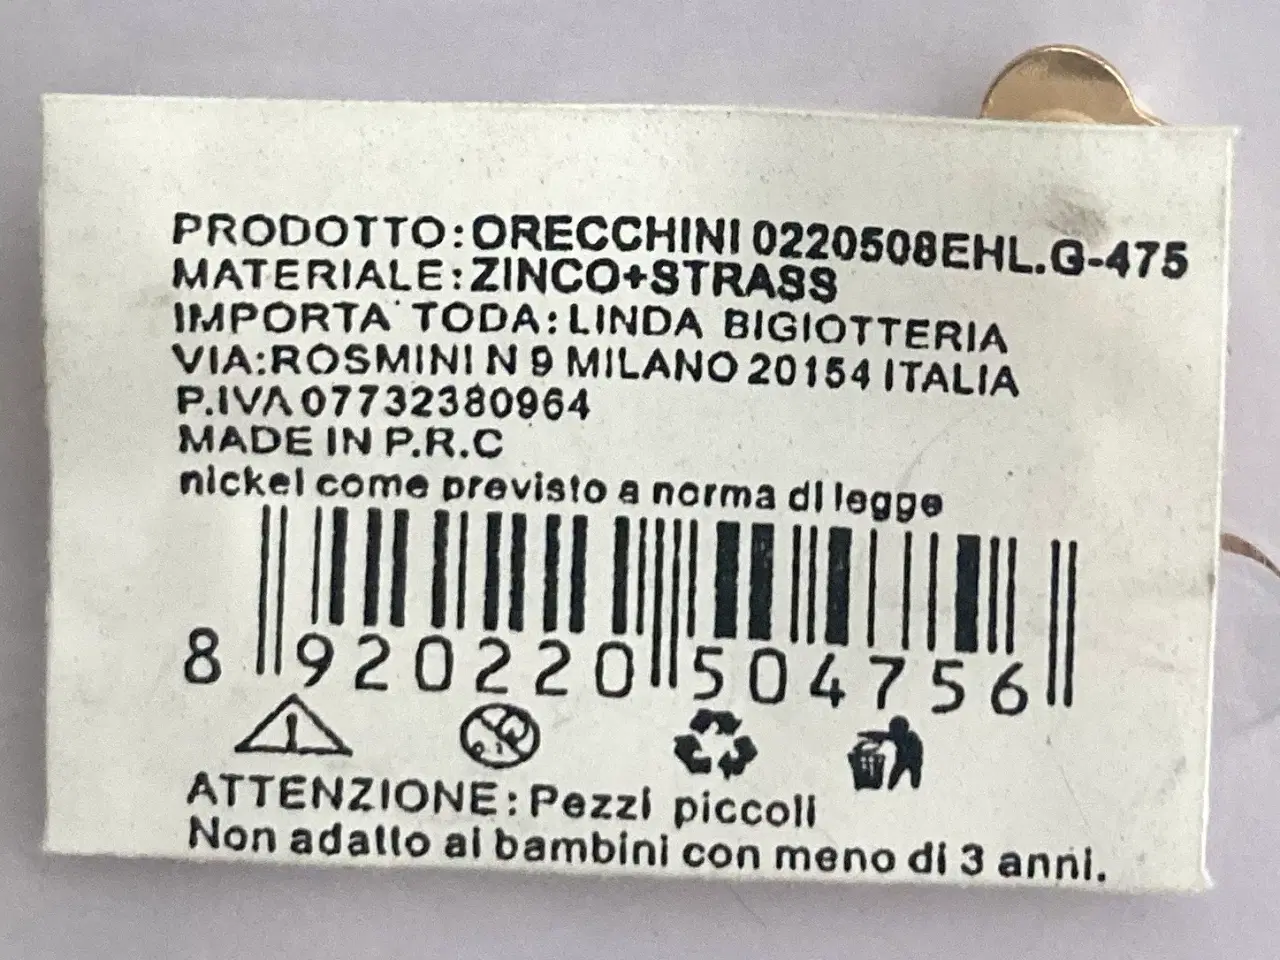 PRODOTTO:ORECCHINI 0220508EHL.G-475
MATERIALE:ZINCO+STRASS
IMPORTA TODA:LINDA BIGIOTTERIA
VIA:ROSMINI N 9 MILANO 20154 ITALIA
P.IVA 07732380964
MADE IN P.R.C
nickel come previsto a norma di legge
8 920220 504756
ATTENZIONE:Pezzi piccoli
Non adatto ai bambini con meno di 3 anni.